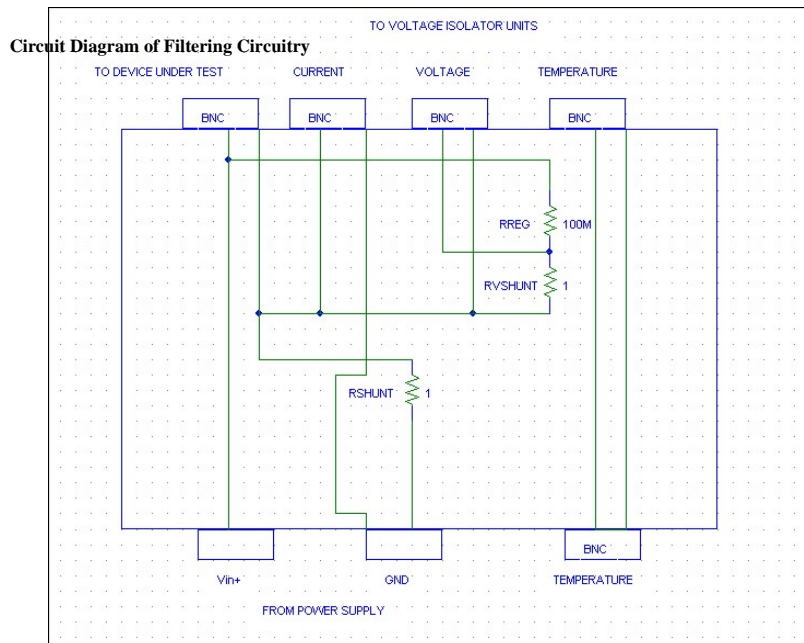 TO VOLTAGE ISOLATOR UNITS
Circuit Diagram of Filtering Circuitry
TO DEVICE UNDER TEST CURRENT VOLTAGE TEMPERATURE
BNC BNC BNC BNC
RREG 100M
RVSHUNT 1
RSHUNT 1
BNC
Vin+ GND TEMPERATURE
FROM POWER SUPPLY